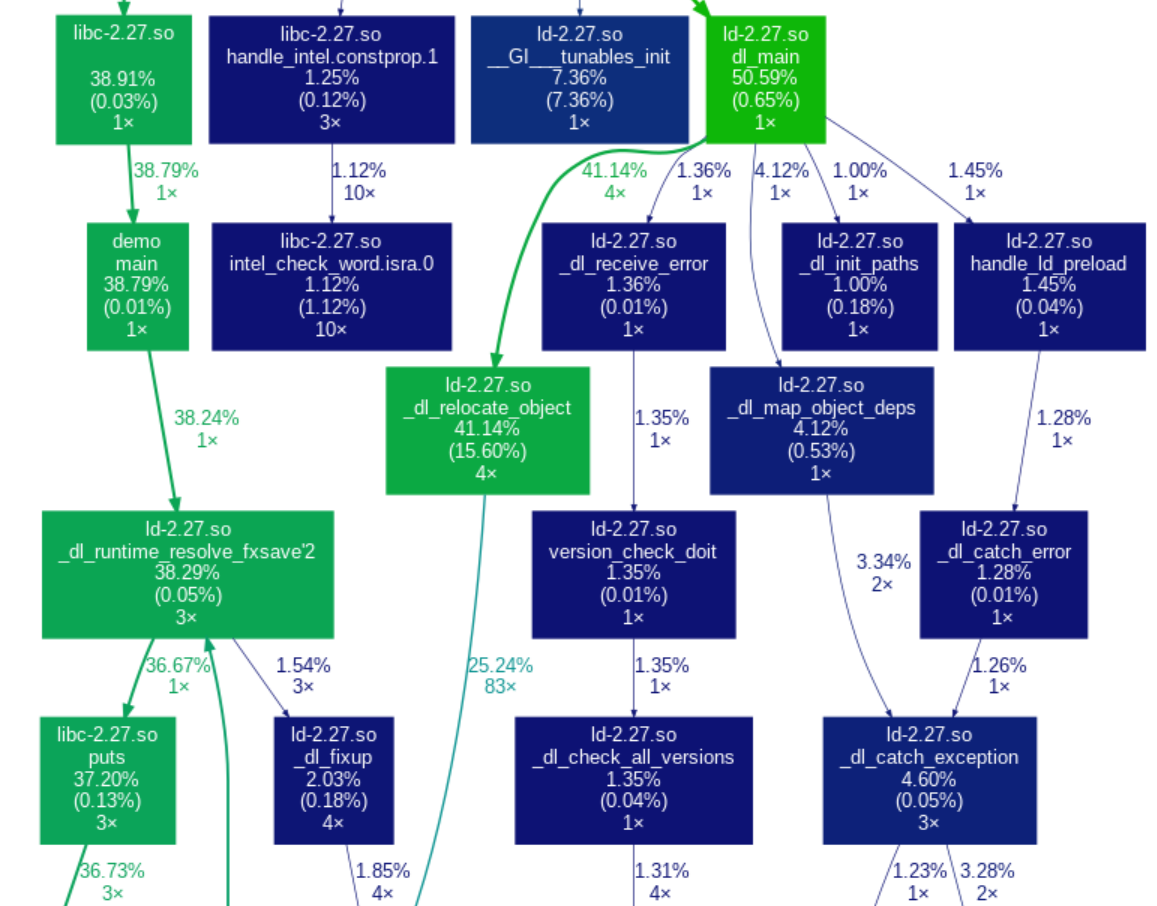 libc-2.27.so
38.91%
(0.03%)
1×
libc-2.27.so
handle_intel.constprop.1
1.25%
(0.12%)
3×
ld-2.27.so
__GI___tunables_init
7.36%
(7.36%)
1×
ld-2.27.so
dl_main
50.59%
(0.65%)
1×
38.79%
1×
1.12%
10×
41.14%
4×
1.36%
1×
4.12%
1×
1.00%
1×
1.45%
1×
demo
main
38.79%
(0.01%)
1×
libc-2.27.so
intel_check_word.isra.0
1.12%
(1.12%)
10×
ld-2.27.so
_dl_receive_error
1.36%
(0.01%)
1×
ld-2.27.so
_dl_init_paths
1.00%
(0.18%)
1×
ld-2.27.so
handle_ld_preload
1.45%
(0.04%)
1×
ld-2.27.so
_dl_relocate_object
41.14%
(15.60%)
4×
ld-2.27.so
_dl_map_object_deps
4.12%
(0.53%)
1×
38.24%
1×
1.35%
1×
1.28%
1×
ld-2.27.so
_dl_runtime_resolve_fxsave'2
38.29%
(0.05%)
3×
ld-2.27.so
version_check_doit
1.35%
(0.01%)
1×
3.34%
2×
ld-2.27.so
_dl_catch_error
1.28%
(0.01%)
1×
36.67%
1×
1.54%
3×
25.24%
83×
1.35%
1×
1.26%
1×
libc-2.27.so
puts
37.20%
(0.13%)
3×
ld-2.27.so
_dl_fixup
2.03%
(0.18%)
4×
ld-2.27.so
_dl_check_all_versions
1.35%
(0.04%)
1×
ld-2.27.so
_dl_catch_exception
4.60%
(0.05%)
3×
36.73%
3×
1.85%
4×
1.31%
4×
1.23%
1×
3.28%
2×